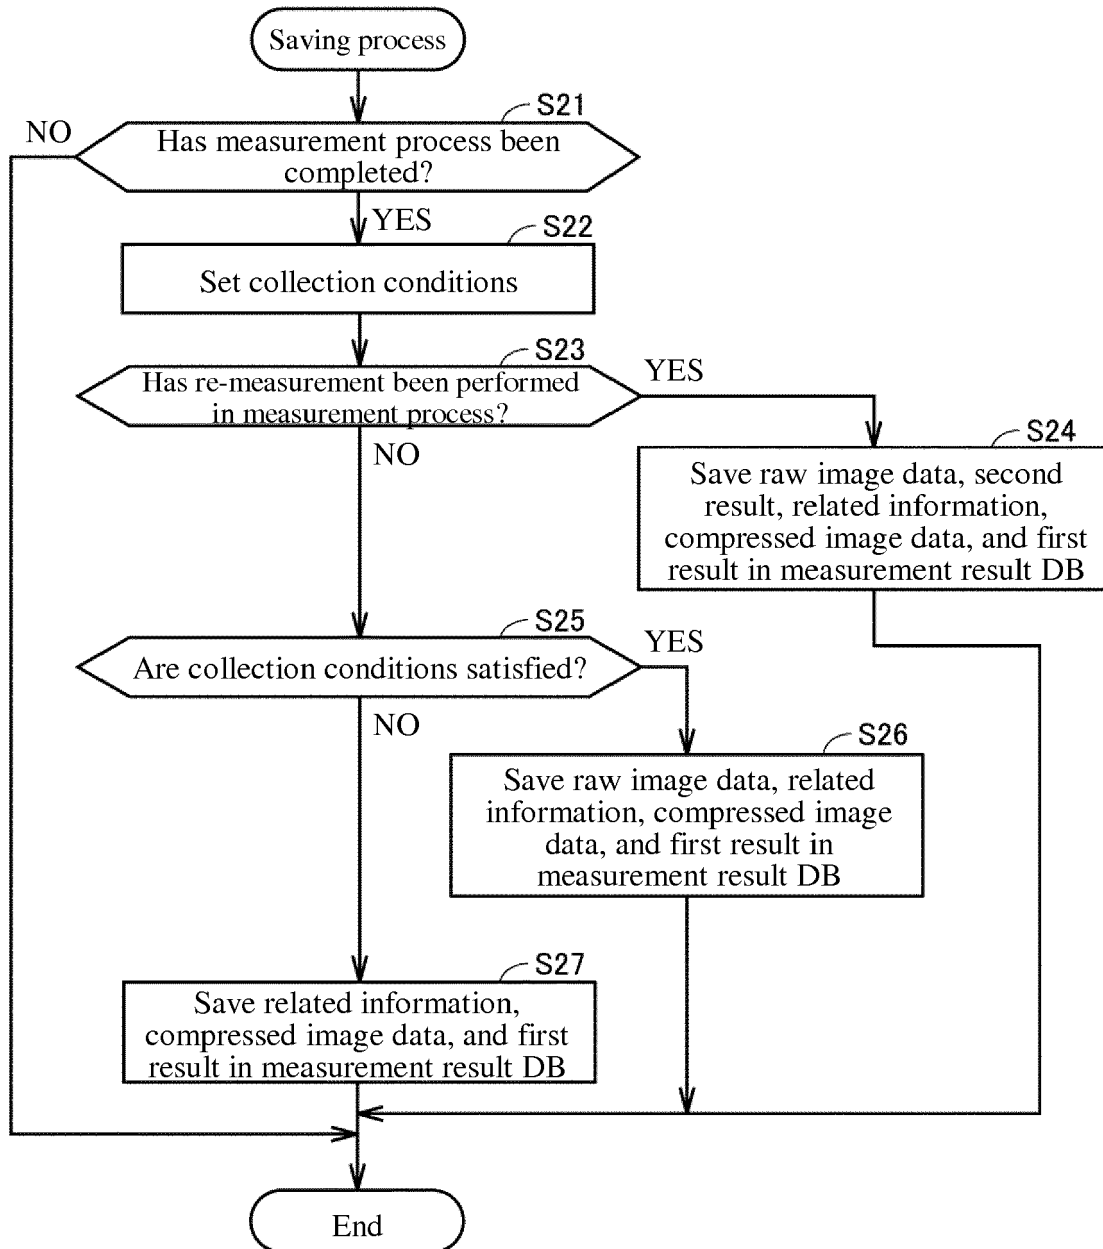 Saving process
S21
NO
Has measurement process been
completed?
YES
S22
Set collection conditions
S23
Has re-measurement been performed
in measurement process?
YES
NO
S24
Save raw image data, second
result, related information,
compressed image data, and first
result in measurement result DB
S25
Are collection conditions satisfied?
YES
NO
S26
Save raw image data, related
information, compressed image
data, and first result in
measurement result DB
S27
Save related information,
compressed image data, and first
result in measurement result DB
End